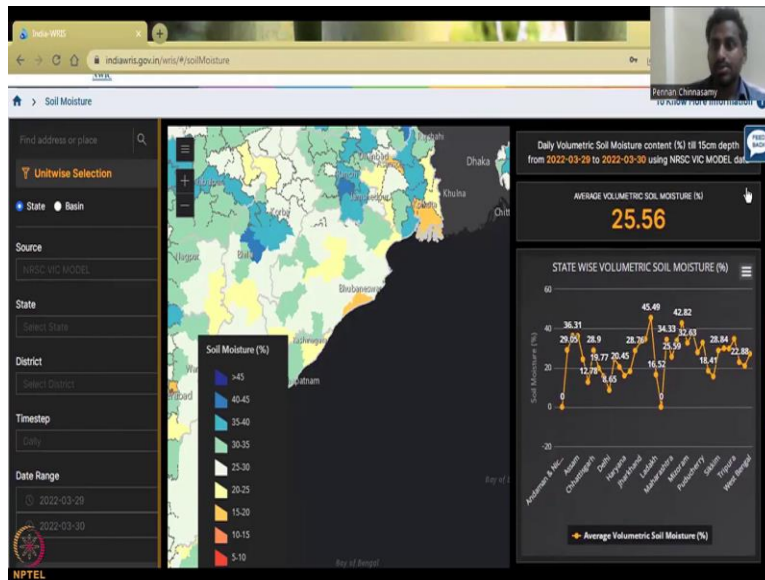 India-WRIS
indiawris.gov.in/wris/#/soilMoisture
Pennan Chinnasamy
Soil Moisture
To Know More Information
FEED
BACK
Find address or place
Unitwise Selection
State
Basin
Source
NRSC VIC MODEL
State
Select State
District
Select District
Timestep
Daily
Date Range
2022-03-29
2022-03-30
NPTEL
Dhanbad
Dhaka
Khulna
Korba
Nagpur
Bhubaneswar
Bay of Bengal
Soil Moisture (%)
>45
40-45
35-40
30-35
25-30
20-25
15-20
10-15
5-10
Daily Volumetric Soil Moisture content (%) till 15cm depth
from 2022-03-29 to 2022-03-30 using NRSC VIC MODEL data
AVERAGE VOLUMETRIC SOIL MOISTURE (%)
25.56
STATE WISE VOLUMETRIC SOIL MOISTURE (%)
Soil Moisture (%)
60
40
20
0
-20
0
29.05
36.31
12.78
28.9
19.77
8.65
20.45
28.76
45.49
16.52
0
34.33
25.59
42.82
32.63
18.41
28.84
22.88
Andaman & Nic...
Assam
Chhattisgarh
Delhi
Haryana
Jharkhand
Ladakh
Maharashtra
Mizoram
Puducherry
Sikkim
Tripura
West Bengal
Average Volumetric Soil Moisture (%)